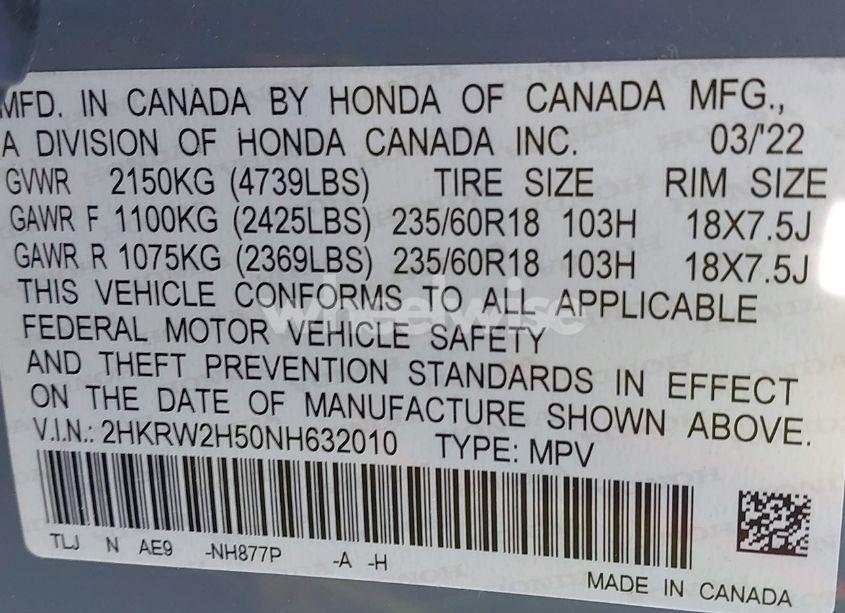 MFD. IN CANADA BY HONDA OF CANADA MFG.,
A DIVISION OF HONDA CANADA INC. 03/'22
GVWR 2150KG (4739LBS) TIRE SIZE RIM SIZE
GAWR F 1100KG (2425LBS) 235/60R18 103H 18X7.5J
GAWR R 1075KG (2369LBS) 235/60R18 103H 18X7.5J
THIS VEHICLE CONFORMS TO ALL APPLICABLE
wheelwise
FEDERAL MOTOR VEHICLE SAFETY
AND THEFT PREVENTION STANDARDS IN EFFECT
ON THE DATE OF MANUFACTURE SHOWN ABOVE.
V.I.N.: 2HKRW2H50NH632010 TYPE: MPV
TLJ N AE9 -NH877P -A -H
MADE IN CANADA